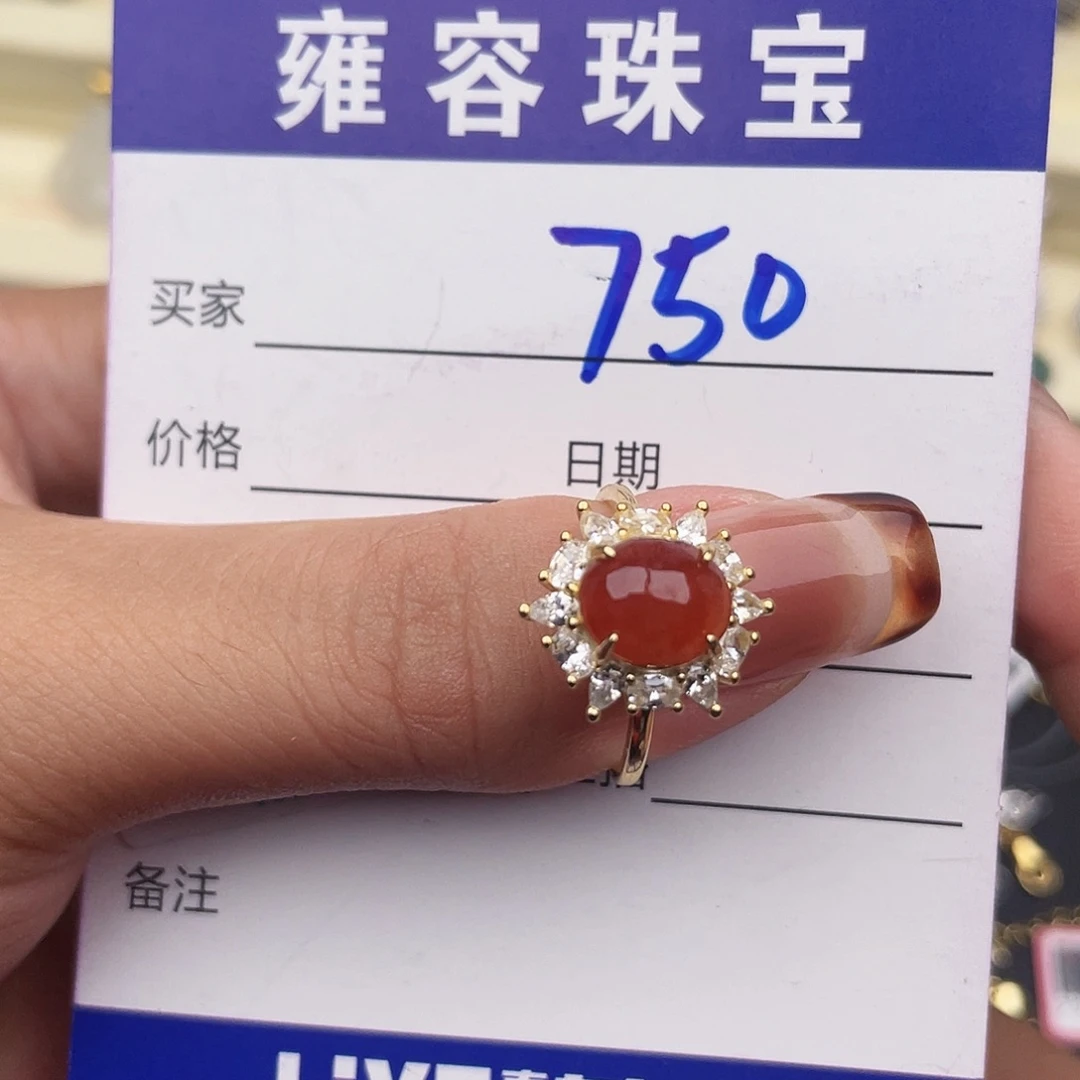 雍容珠宝
买家 750
价格 日期
备注